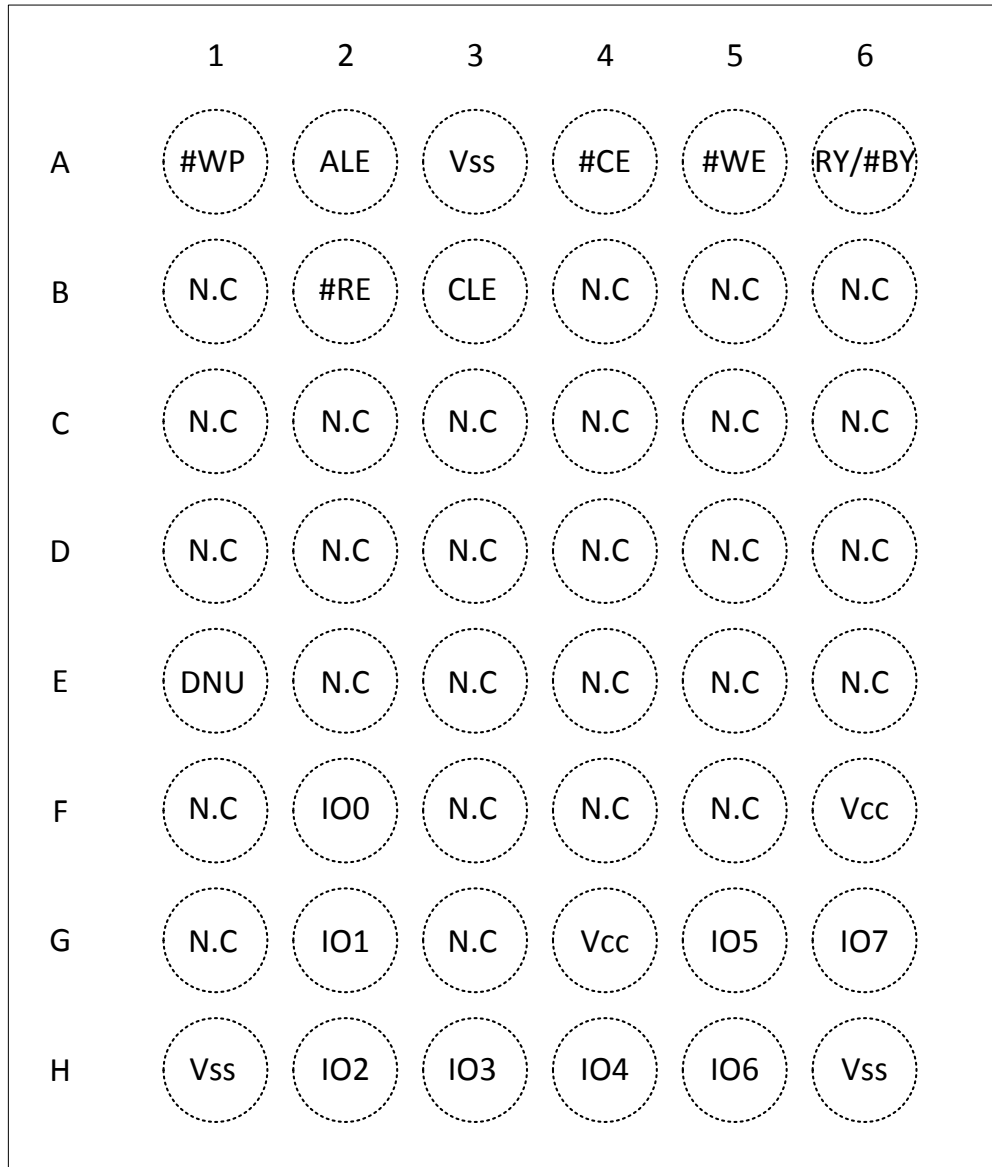 1 2 3 4 5 6
A #WP ALE Vss #CE #WE RY/#BY
B N.C #RE CLE N.C N.C N.C
C N.C N.C N.C N.C N.C N.C
D N.C N.C N.C N.C N.C N.C
E DNU N.C N.C N.C N.C N.C
F N.C IO0 N.C N.C N.C Vcc
G N.C IO1 N.C Vcc IO5 IO7
H Vss IO2 IO3 IO4 IO6 Vss